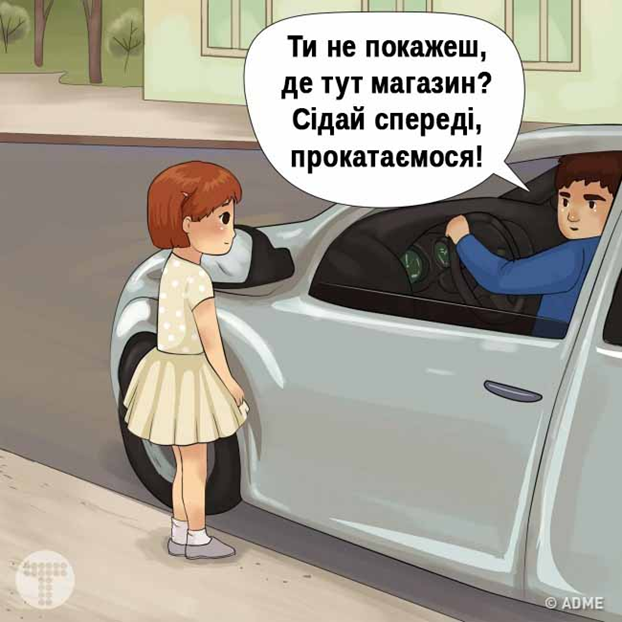 Ти не покажеш,
де тут магазин?
Сідай спереді,
прокатаємося!
T
© ADME